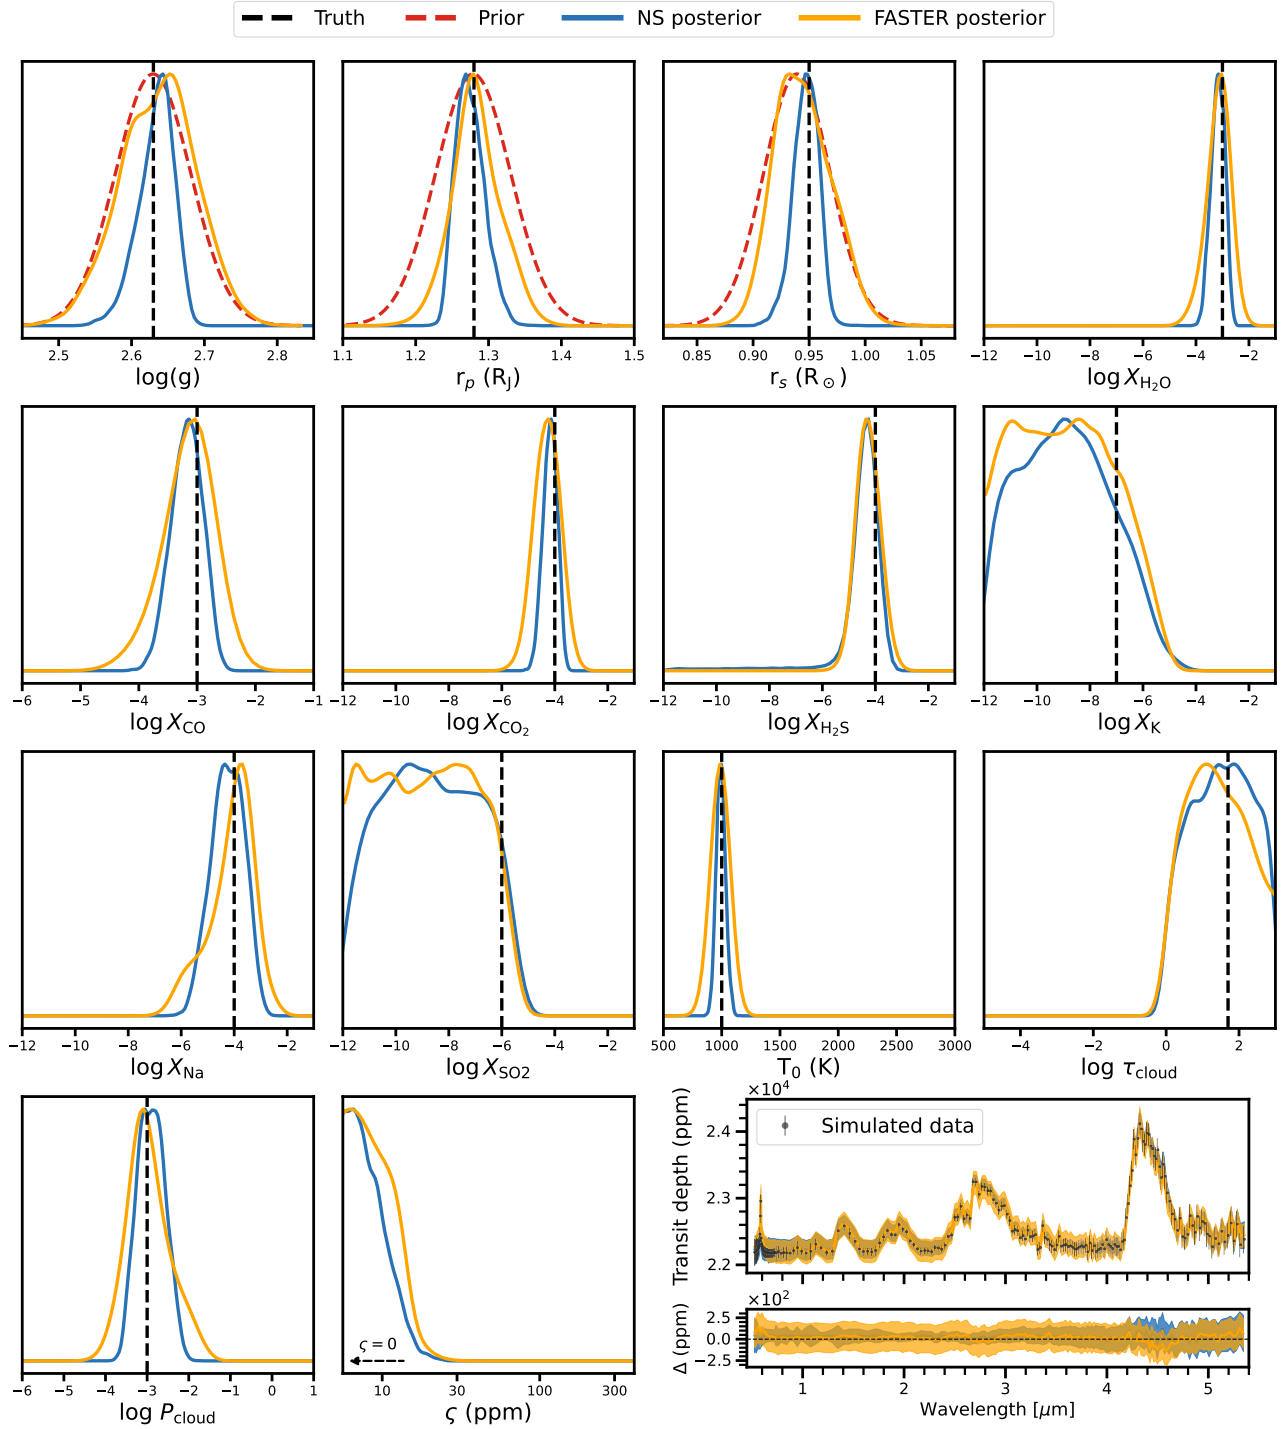 Truth Prior NS posterior FASTER posterior
2.5 2.6 2.7 2.8
log(g)
1.1 1.2 1.3 1.4 1.5
r_p (R_J)
0.85 0.90 0.95 1.00 1.05
r_s (R_⊙)
−12 −10 −8 −6 −4 −2
log X_H₂O
−6 −5 −4 −3 −2 −1
log X_CO
−12 −10 −8 −6 −4 −2
log X_CO₂
−12 −10 −8 −6 −4 −2
log X_H₂S
−12 −10 −8 −6 −4 −2
log X_K
−12 −10 −8 −6 −4 −2
log X_Na
−12 −10 −8 −6 −4 −2
log X_SO2
500 1000 1500 2000 2500 3000
T_0 (K)
−4 −2 0 2
log τ_cloud
−6 −5 −4 −3 −2 −1 0 1
log P_cloud
ς = 0
10 30 100 300
ς (ppm)
×10⁴
Simulated data
Transit depth (ppm)
2.4
2.3
2.2
×10²
Δ (ppm)
2.5
0.0
−2.5
1 2 3 4 5
Wavelength [μm]